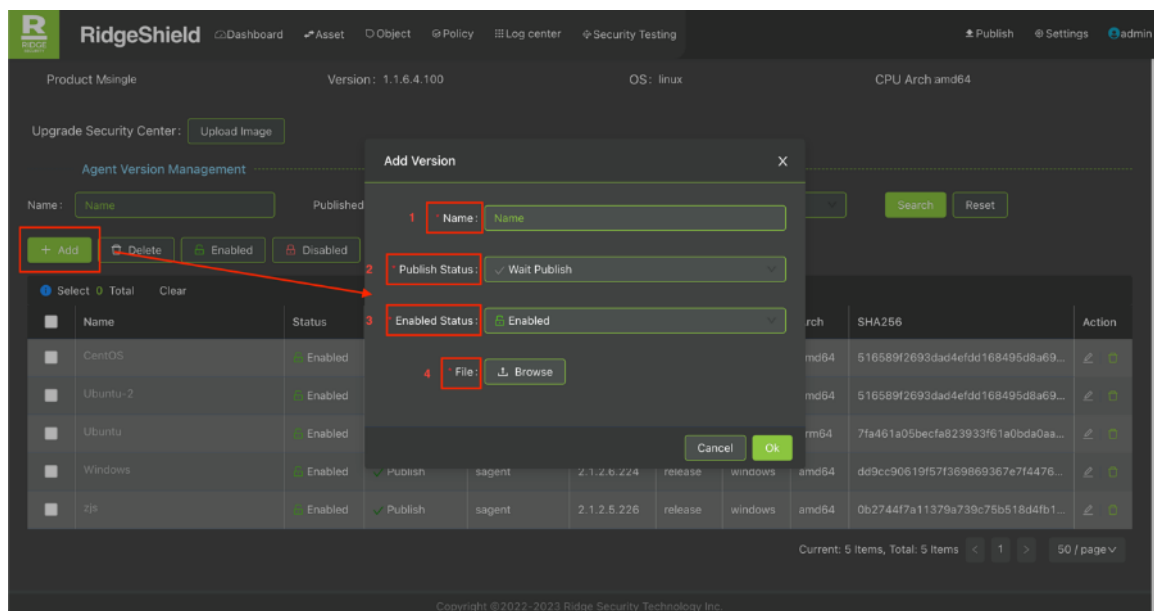 RIDGE
SECURITY
RidgeShield Dashboard Asset Object Policy Log center Security Testing Publish Settings admin
Product Msingle Version: 1.1.6.4.100 OS: linux CPU Arch amd64
Upgrade Security Center: Upload Image
Agent Version Management
Name: Name Published Search Reset
+ Add Delete Enabled Disabled
Add Version X
1 * Name: Name
2 * Publish Status: Wait Publish
3 * Enabled Status: Enabled
4 * File: Browse
Cancel Ok
Select 0 Total Clear
Name Status rch SHA256 Action
CentOS Enabled md64 516589f2693dad4efdd168495d8a69...
Ubuntu-2 Enabled md64 516589f2693dad4efdd168495d8a69...
Ubuntu Enabled rm64 7fa461a05becfa823933f61a0bda0aa...
Windows Enabled Publish sagent 2.1.2.6.224 release windows amd64 dd9cc90619f57f369869367e7f4476...
zjs Enabled Publish sagent 2.1.2.5.226 release windows amd64 0b2744f7a11379a739c75b518d4fb1...
Current: 5 Items, Total: 5 Items < 1 > 50 / page
Copyright ©2022-2023 Ridge Security Technology Inc.